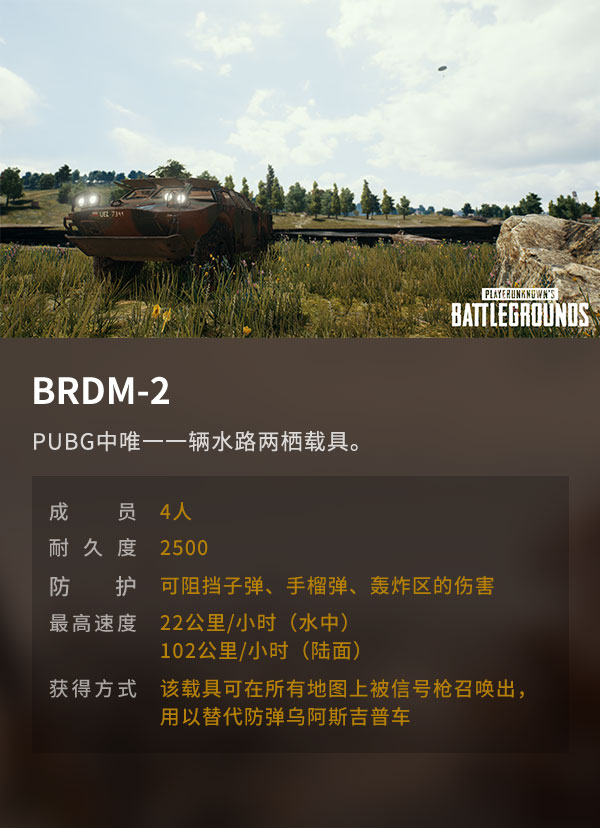 UEZ 7344
PLAYERUNKNOWN'S
BATTLEGROUNDS
BRDM-2
PUBG中唯一一辆水路两栖载具。
成员 4人
耐久度 2500
防护 可阻挡子弹、手榴弹、轰炸区的伤害
最高速度 22公里/小时（水中）
102公里/小时（陆面）
获得方式 该载具可在所有地图上被信号枪召唤出，
用以替代防弹乌阿斯吉普车